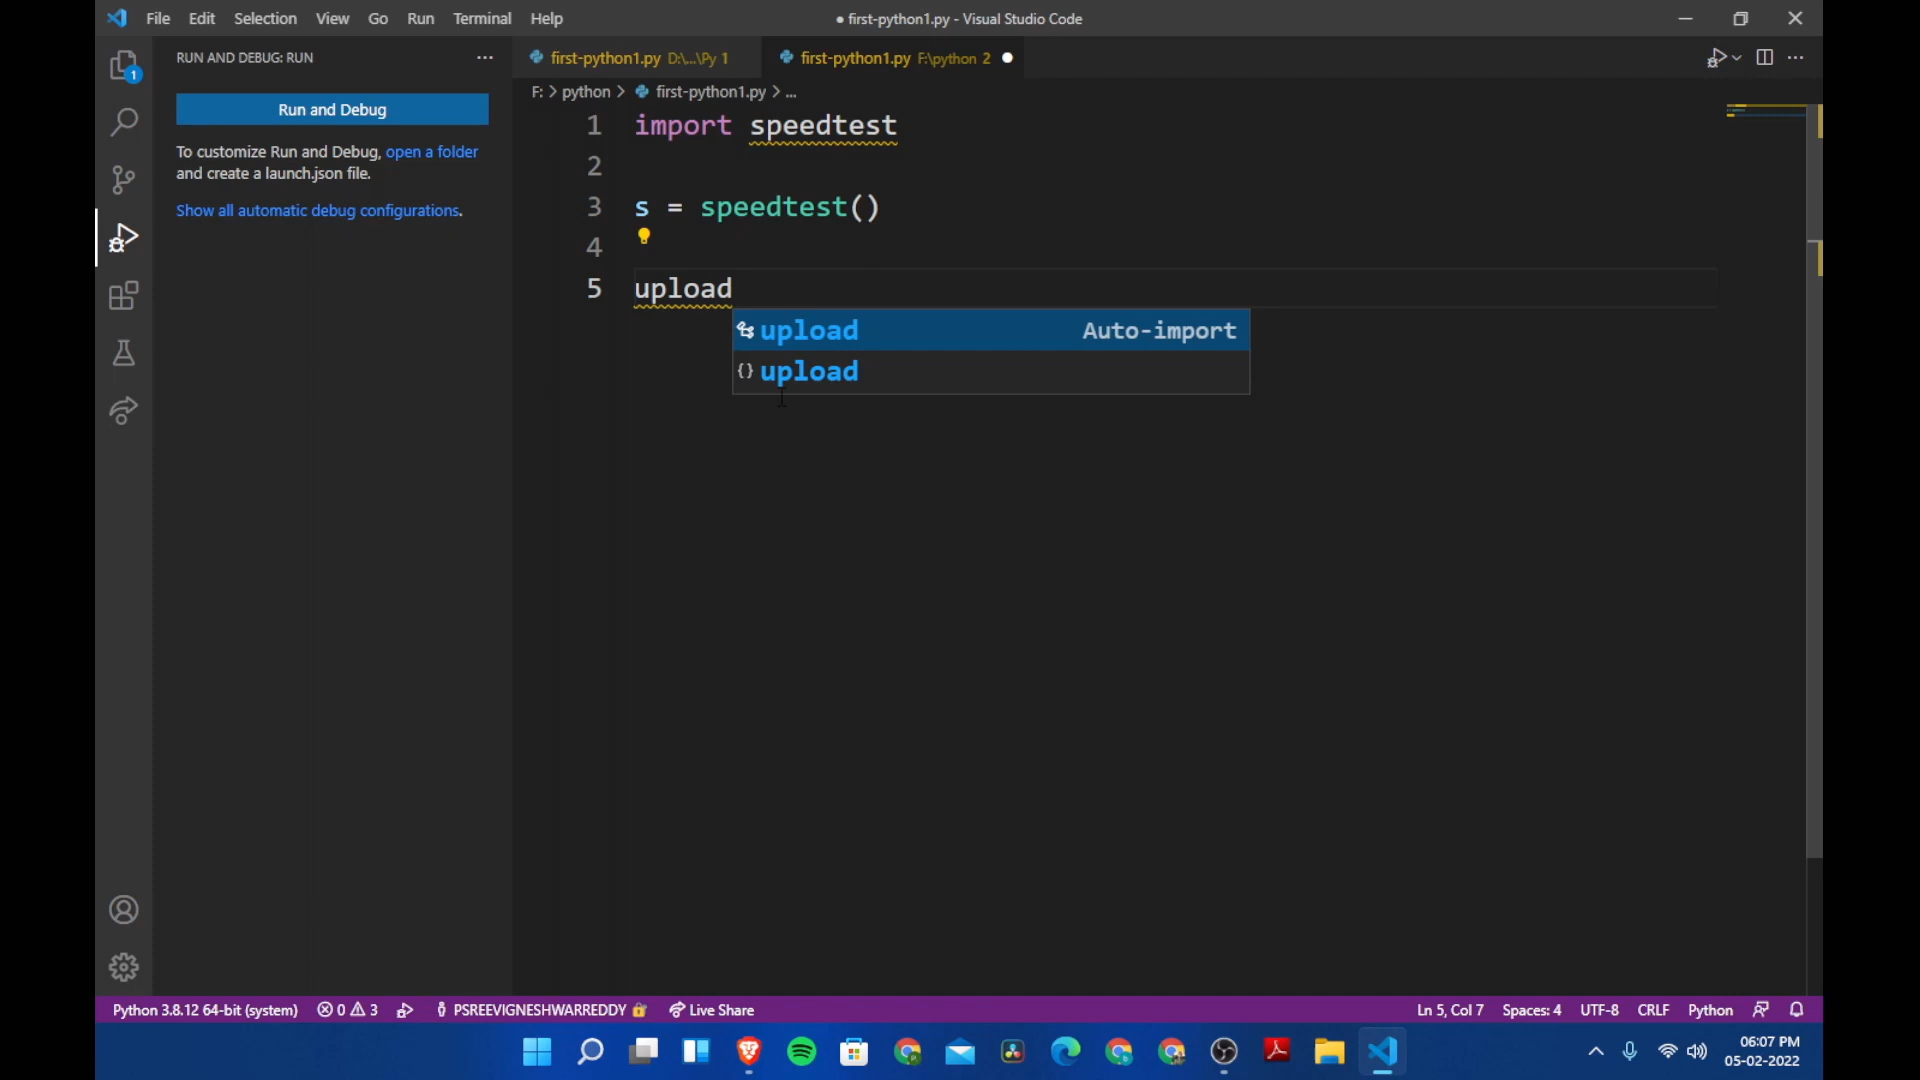 File Edit Selection View Go Run Terminal Help
● first-python1.py - Visual Studio Code
RUN AND DEBUG: RUN ...
first-python1.py D:\...\Py 1
first-python1.py F:\python 2 ●
1
Run and Debug
F: > python > first-python1.py > ...
To customize Run and Debug, open a folder
and create a launch.json file.
Show all automatic debug configurations.
1 import speedtest
2
3 s = speedtest()
4
5 upload
upload Auto-import
{} upload
Python 3.8.12 64-bit (system) 0 3 PSREEVIGNESHWARREDDY Live Share
Ln 5, Col 7 Spaces: 4 UTF-8 CRLF Python
06:07 PM
05-02-2022